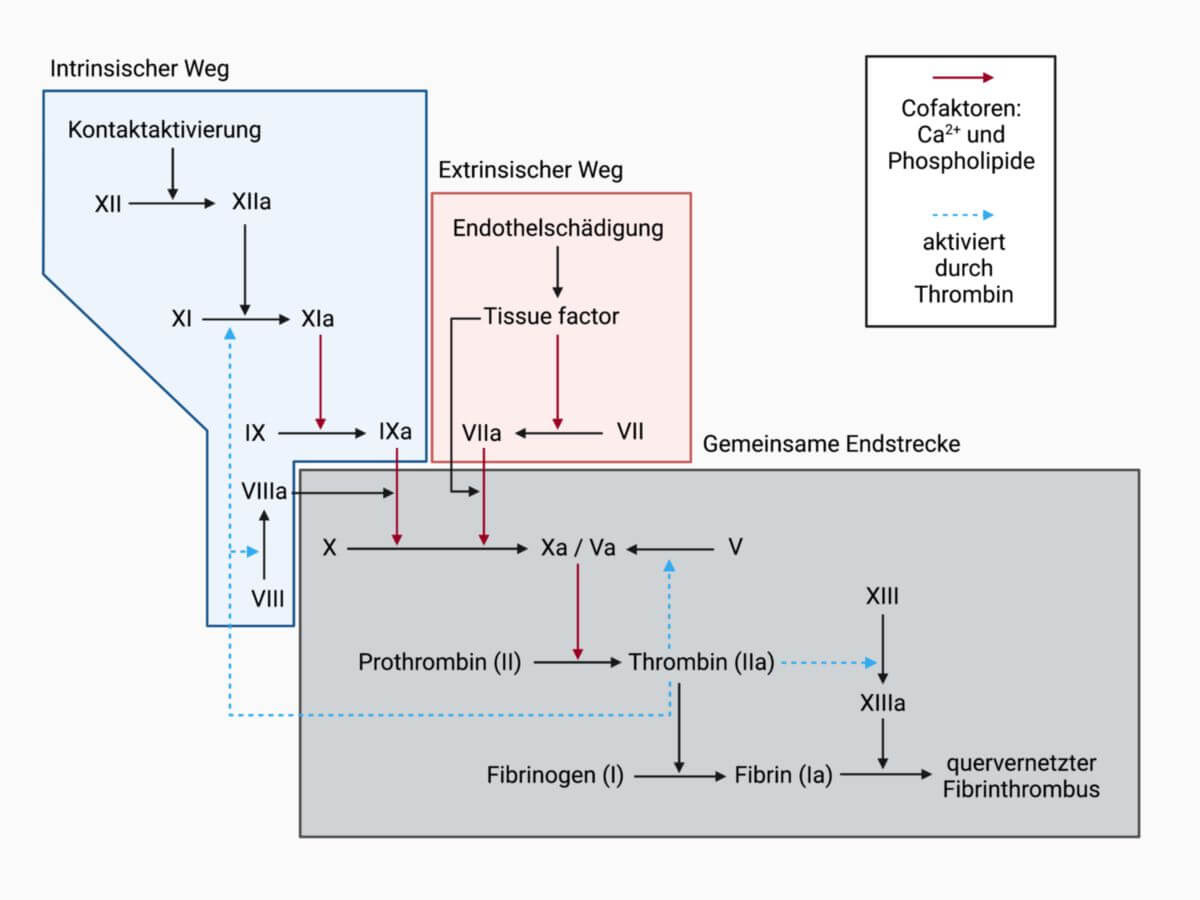 Intrinsischer Weg
Kontaktaktivierung
XII
XIIa
XI
XIa
IX
IXa
VIIIa
VIII
Extrinsischer Weg
Endothelschädigung
Tissue factor
VIIa
VII
Gemeinsame Endstrecke
X
Xa / Va
V
Prothrombin (II)
Thrombin (IIa)
XIII
XIIIa
Fibrinogen (I)
Fibrin (Ia)
quervernetzter
Fibrinthrombus
Cofaktoren:
Ca²⁺ und
Phospholipide
aktiviert
durch
Thrombin